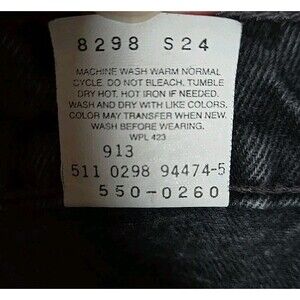 8298 S24
MACHINE WASH WARM NORMAL
CYCLE. DO NOT BLEACH. TUMBLE
DRY HOT. HOT IRON IF NEEDED.
WASH AND DRY WITH LIKE COLORS.
COLOR MAY TRANSFER WHEN NEW.
WASH BEFORE WEARING.
WPL 423
913
511 0298 94474-5
550-0260